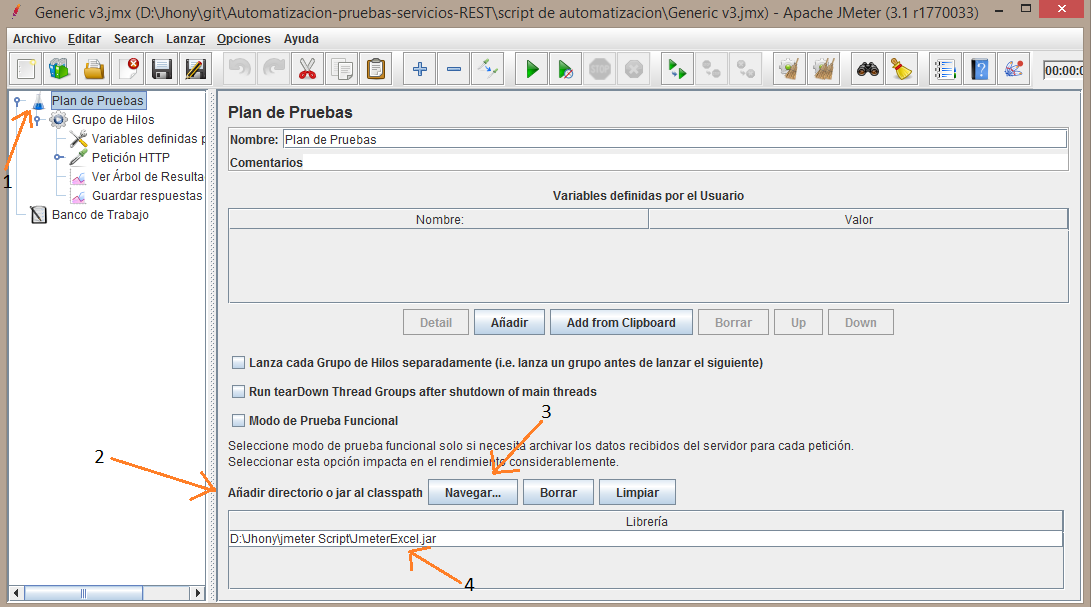 Generic v3.jmx (D:\Jhony\git\Automatizacion-pruebas-servicios-REST\script de automatizacion\Generic v3.jmx) - Apache JMeter (3.1 r1770033)
Archivo Editar Search Lanzar Opciones Ayuda
STOP
00:00:0
Plan de Pruebas
Grupo de Hilos
Variables definidas p
Petición HTTP
Ver Árbol de Resulta
Guardar respuestas
Banco de Trabajo
1
Plan de Pruebas
Nombre: Plan de Pruebas
Comentarios
Variables definidas por el Usuario
Nombre: Valor
Detail Añadir Add from Clipboard Borrar Up Down
Lanza cada Grupo de Hilos separadamente (i.e. lanza un grupo antes de lanzar el siguiente)
Run tearDown Thread Groups after shutdown of main threads
Modo de Prueba Funcional
3
Seleccione modo de prueba funcional solo si necesita archivar los datos recibidos del servidor para cada petición.
Seleccionar esta opción impacta en el rendimiento considerablemente.
2
Añadir directorio o jar al classpath Navegar... Borrar Limpiar
Librería
D:\Jhony\jmeter Script\JmeterExcel.jar
4